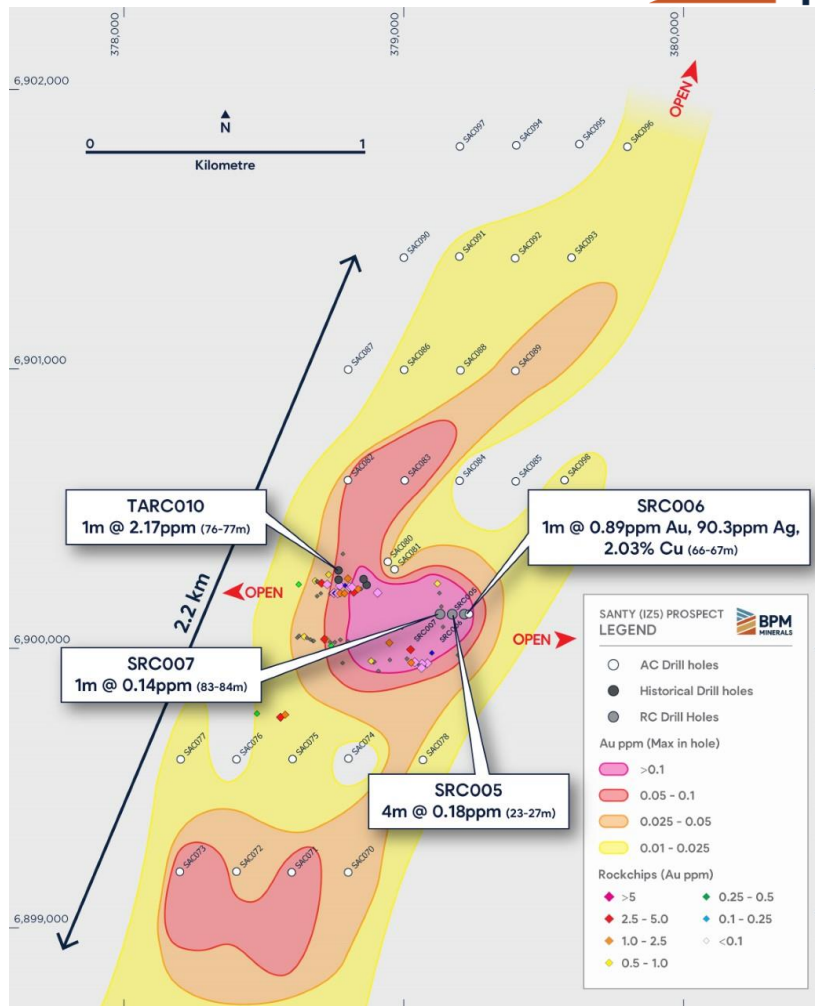 378,000
379,000
380,000
6,902,000
OPEN
N
0
1
Kilometre
SAC097
SAC094
SAC095
SAC096
SAC090
SAC091
SAC092
SAC093
6,901,000
SAC087
SAC086
SAC088
SAC089
SAC082
SAC083
SAC084
SAC085
SAC098
TARC010
1m @ 2.17ppm (76-77m)
SRC006
1m @ 0.89ppm Au, 90.3ppm Ag,
2.03% Cu (66-67m)
SAC080
SAC081
2.2 km
OPEN
SRC005
SRC007
SRC006
6,900,000
OPEN
SRC007
1m @ 0.14ppm (83-84m)
SAC077
SAC076
SAC075
SAC074
SAC078
SRC005
4m @ 0.18ppm (23-27m)
SAC073
SAC072
SAC071
SAC070
6,899,000
SANTY (IZ5) PROSPECT
LEGEND
BPM
MINERALS
AC Drill holes
Historical Drill holes
RC Drill Holes
Au ppm (Max in hole)
>0.1
0.05 - 0.1
0.025 - 0.05
0.01 - 0.025
Rockchips (Au ppm)
>5
2.5 - 5.0
1.0 - 2.5
0.5 - 1.0
0.25 - 0.5
0.1 - 0.25
<0.1